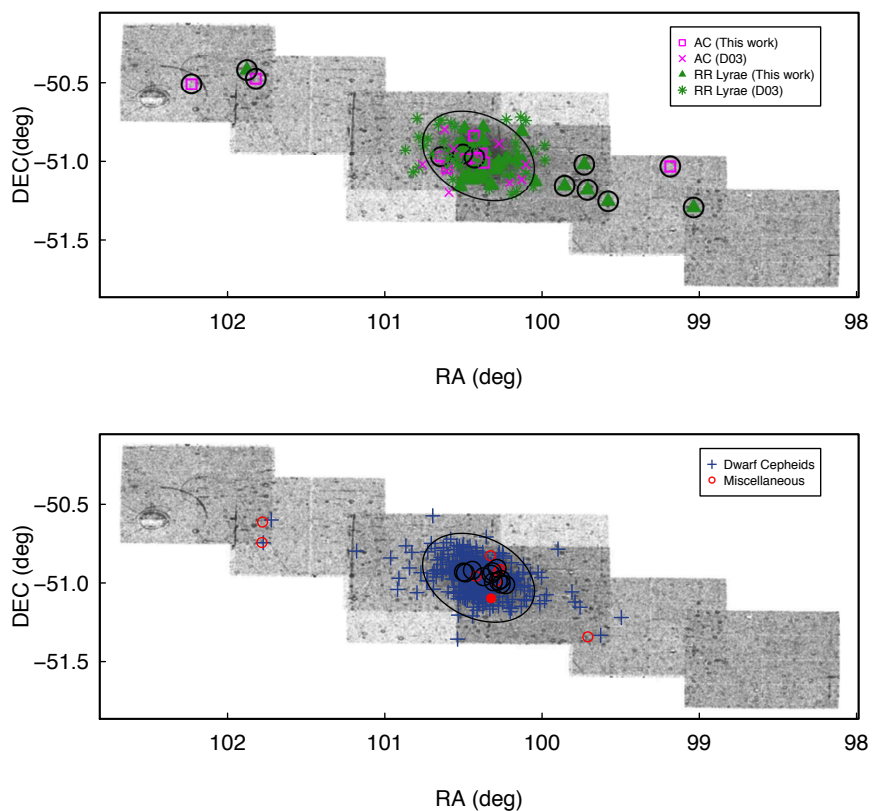 DEC(deg)
−50.5
−51.0
−51.5
AC (This work)
AC (D03)
RR Lyrae (This work)
RR Lyrae (D03)
102 101 100 99 98
RA (deg)
DEC (deg)
−50.5
−51.0
−51.5
Dwarf Cepheids
Miscellaneous
102 101 100 99 98
RA (deg)